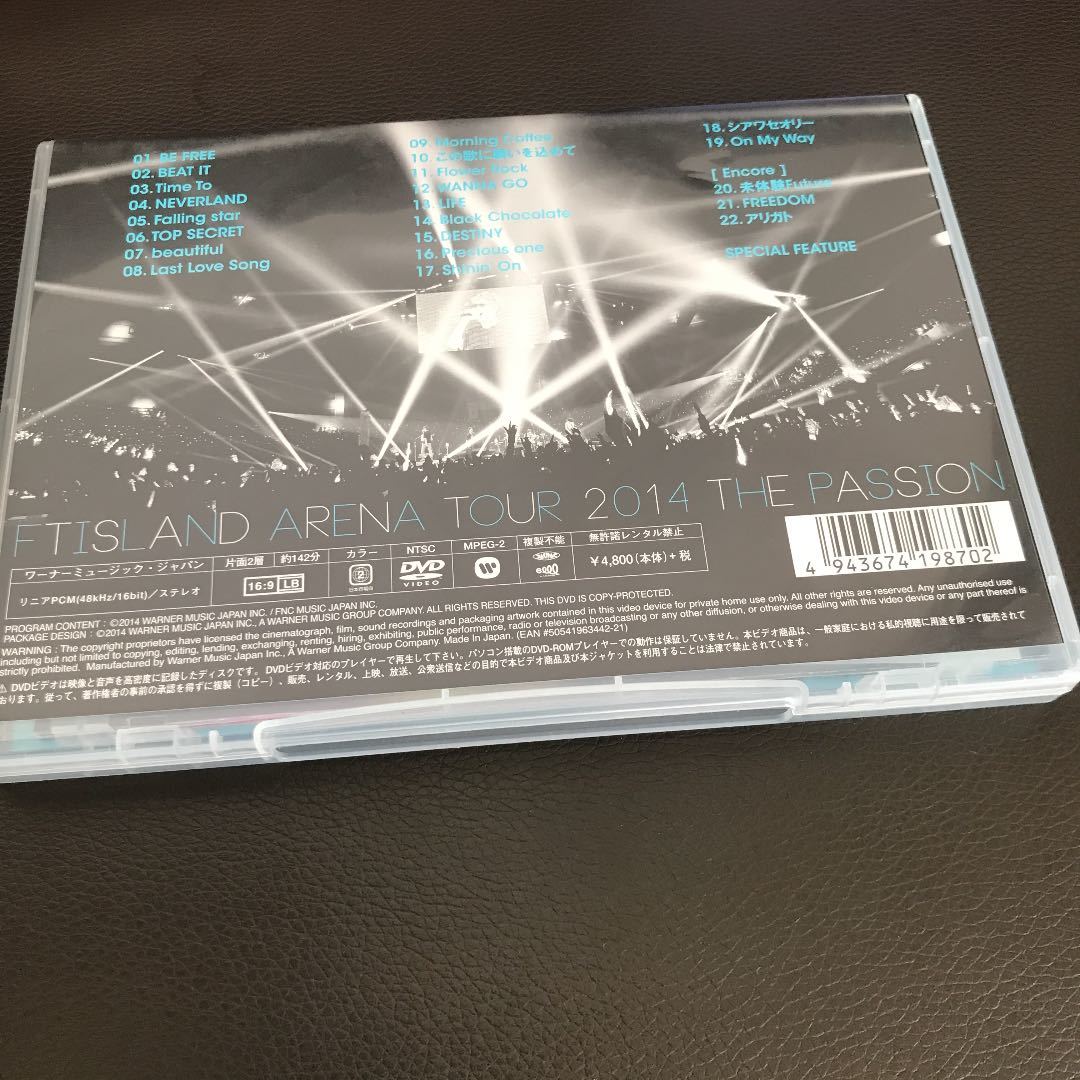 01. BE FREE
02. BEAT IT
03. Time To
04. NEVERLAND
05. Falling star
06. TOP SECRET
07. beautiful
08. Last Love Song
09. Morning Coffee
10. この歌に願いを込めて
11. Flower Rock
12. WANNA GO
13. LIFE
14. Black Chocolate
15. DESTINY
16. Precious one
17. Shinin' On
18. シアワセオリー
19. On My Way
[ Encore ]
20. 未体験Future
21. FREEDOM
22. アリガト
SPECIAL FEATURE
FTISLAND ARENA TOUR 2014 THE PASSION
ワーナーミュージック・ジャパン
片面2層
約142分
カラー
NTSC
MPEG-2
複製不能
無許諾レンタル禁止
リニアPCM(48kHz/16bit)／ステレオ
16:9 LB
2
日本市場向
DVD
VIDEO
￥4,800(本体)+税
4 943674 198702
PROGRAM CONTENT : ©2014 WARNER MUSIC JAPAN INC. / FNC MUSIC JAPAN INC.
PACKAGE DESIGN : ©2014 WARNER MUSIC JAPAN INC., A WARNER MUSIC GROUP COMPANY. ALL RIGHTS RESERVED. THIS DVD IS COPY-PROTECTED.
WARNING : The copyright proprietors have licensed the cinematograph, film, sound recordings and packaging artwork contained in this video device for private home use only. All other rights are reserved. Any unauthorised use
including but not limited to copying, editing, lending, exchanging, renting, hiring, exhibiting, public performance, radio or television broadcasting or any other diffusion, or otherwise dealing with this video device or any part thereof is
strictly prohibited. Manufactured by Warner Music Japan Inc., A Warner Music Group Company. Made In Japan. (EAN #50541963442-21)
⚠ DVDビデオは映像と音声を高密度に記録したディスクです。DVDビデオ対応のプレイヤーで再生して下さい。パソコン搭載のDVD-ROMプレイヤーでの動作は保証していません。本ビデオ商品は、一般家庭における私的視聴に用途を限って販売されて
おります。従って、著作権者の事前の承認を得ずに複製（コピー）、販売、レンタル、上映、放送、公衆送信などの目的で本ビデオ商品及び本ジャケットを利用することは法律で禁止されています。